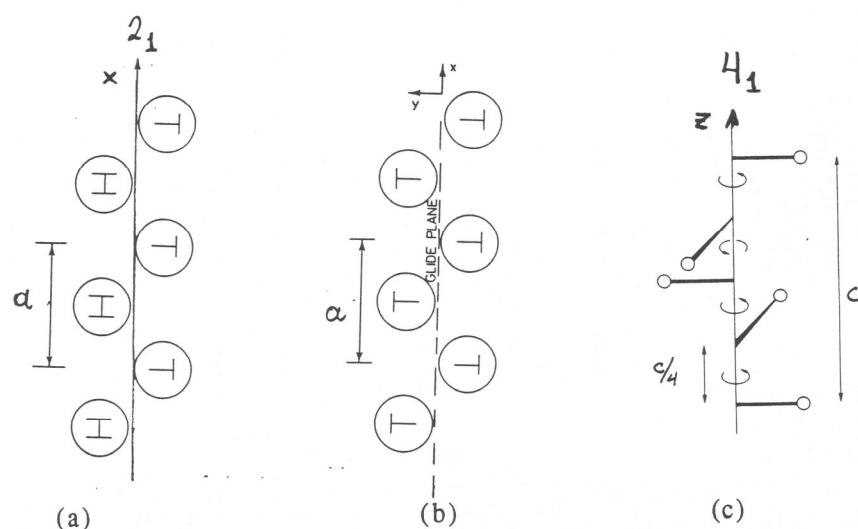 2₁
x
⊥
H
⊥
a
H
⊥
H
(a)
x
y
⊥
T
GLIDE PLANE
⊥
a
T
⊥
T
(b)
4₁
z
c
c/4
(c)